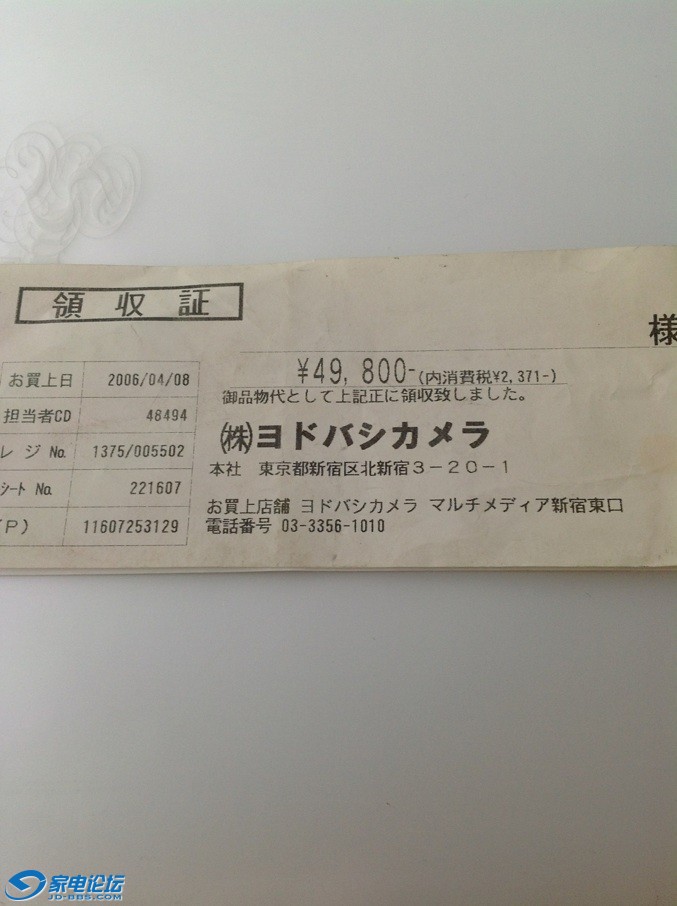 領収証
様
¥49,800-(内消費税¥2,371-)
御品物代として上記正に領収致しました。
お買上日 2006/04/08
担当者CD 48494
レジ No. 1375/005502
シート No. 221607
(P) 11607253129
(株)ヨドバシカメラ
本社 東京都新宿区北新宿3-20-1
お買上店舗 ヨドバシカメラ マルチメディア新宿東口
電話番号 03-3356-1010
家电论坛
JD-BBS.COM